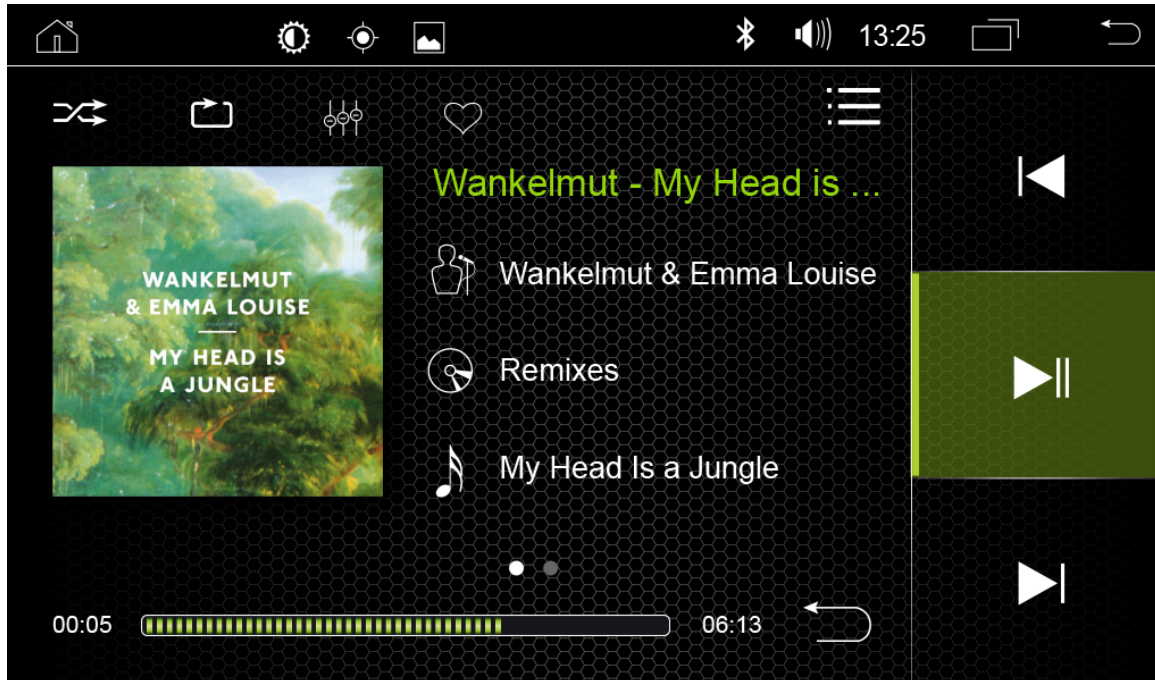 13:25
Wankelmut - My Head is ...
WANKELMUT
& EMMA LOUISE
MY HEAD IS
A JUNGLE
Wankelmut & Emma Louise
Remixes
My Head Is a Jungle
00:05
06:13